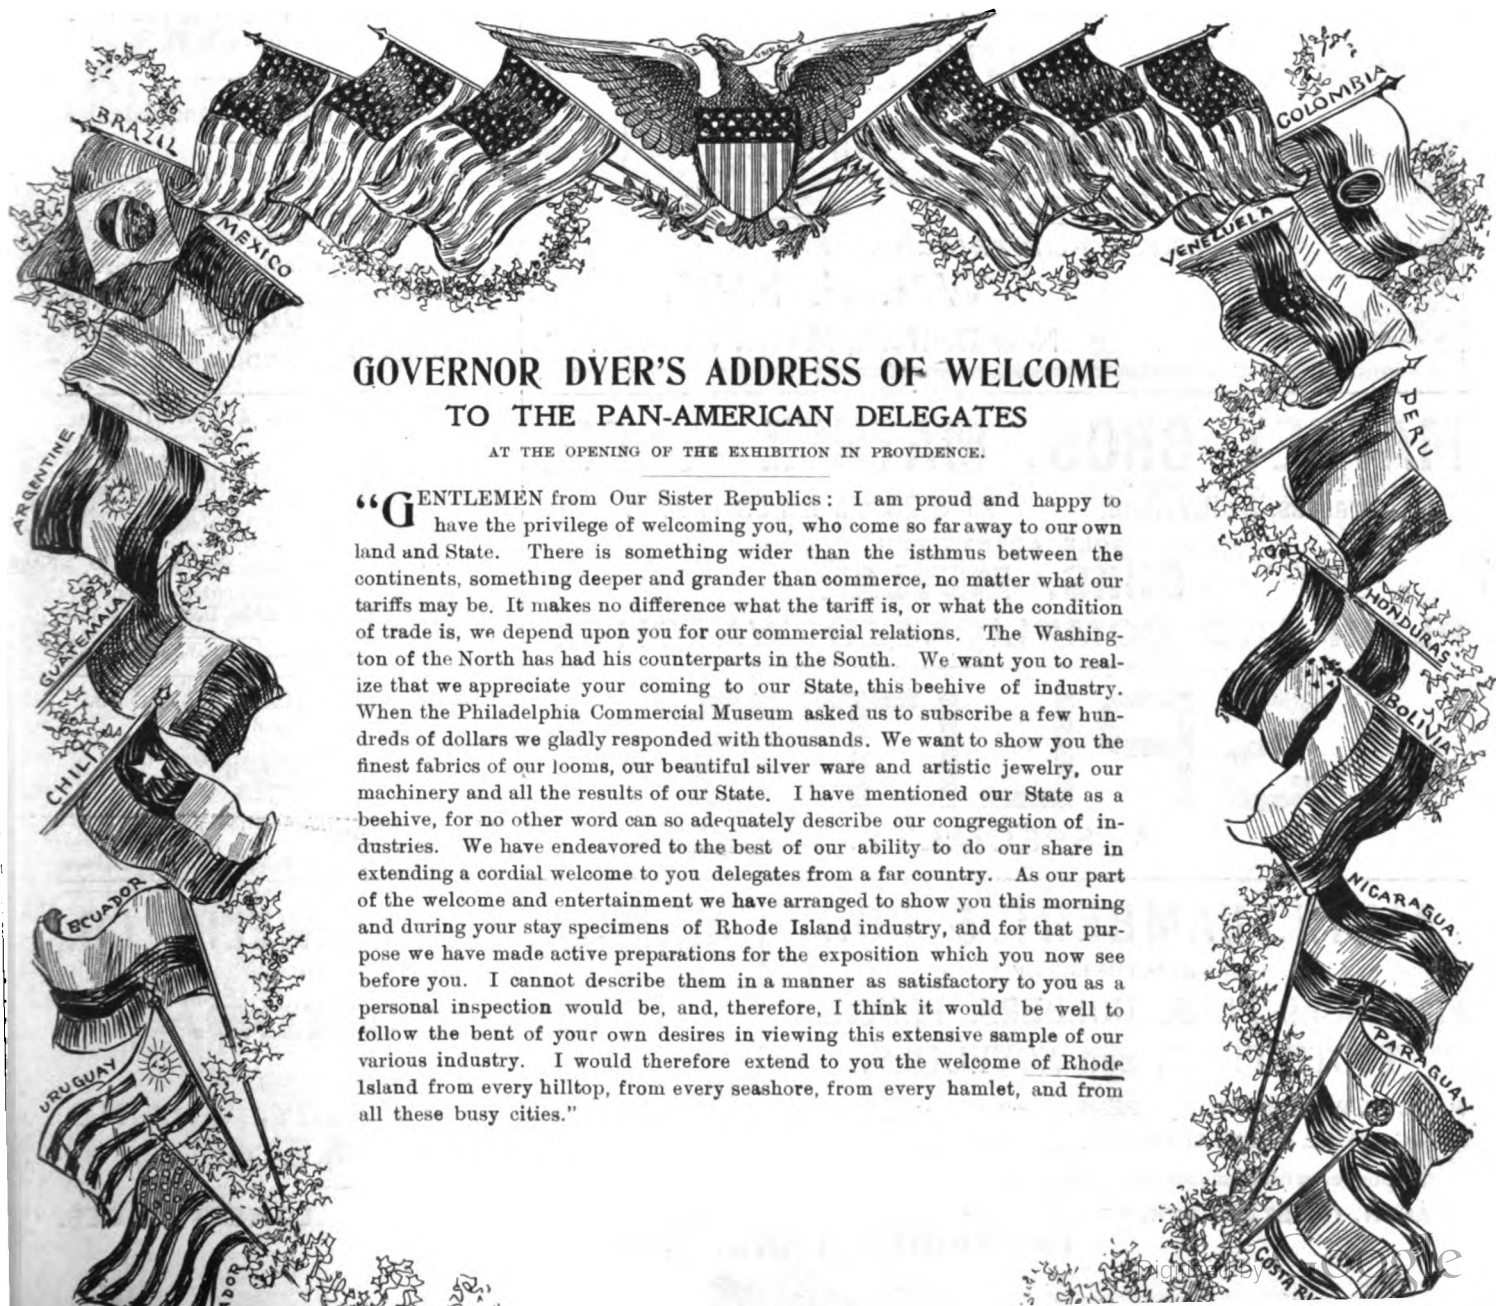 BRAZIL
COLOMBIA
MEXICO
VENEZUELA
GOVERNOR DYER'S ADDRESS OF WELCOME
TO THE PAN-AMERICAN DELEGATES
AT THE OPENING OF THE EXHIBITION IN PROVIDENCE.
"GENTLEMEN from Our Sister Republics: I am proud and happy to
have the privilege of welcoming you, who come so far away to our own
land and State. There is something wider than the isthmus between the
continents, something deeper and grander than commerce, no matter what our
tariffs may be. It makes no difference what the tariff is, or what the condition
of trade is, we depend upon you for our commercial relations. The Washing-
ton of the North has had his counterparts in the South. We want you to real-
ize that we appreciate your coming to our State, this beehive of industry.
When the Philadelphia Commercial Museum asked us to subscribe a few hun-
dreds of dollars we gladly responded with thousands. We want to show you the
finest fabrics of our looms, our beautiful silver ware and artistic jewelry, our
machinery and all the results of our State. I have mentioned our State as a
beehive, for no other word can so adequately describe our congregation of in-
dustries. We have endeavored to the best of our ability to do our share in
extending a cordial welcome to you delegates from a far country. As our part
of the welcome and entertainment we have arranged to show you this morning
and during your stay specimens of Rhode Island industry, and for that pur-
pose we have made active preparations for the exposition which you now see
before you. I cannot describe them in a manner as satisfactory to you as a
personal inspection would be, and, therefore, I think it would be well to
follow the bent of your own desires in viewing this extensive sample of our
various industry. I would therefore extend to you the welcome of Rhode
Island from every hilltop, from every seashore, from every hamlet, and from
all these busy cities."
ARGENTINE
GUATEMALA
CHILI
ECUADOR
URUGUAY
ADOR
PERU
HONDURAS
BOLIVIA
NICARAGUA
PARAGUAY
COSTA RI
Digitized by Google